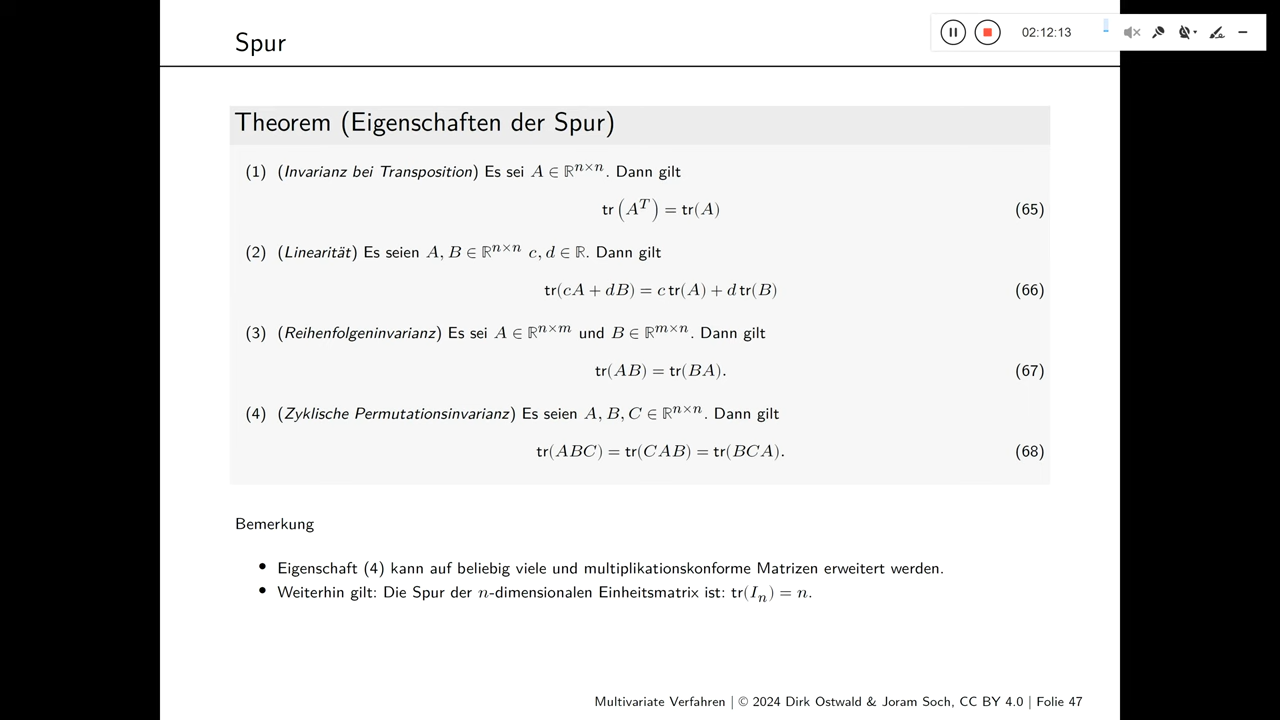 Spur
02:12:13
Theorem (Eigenschaften der Spur)
(1) (Invarianz bei Transposition) Es sei A ∈ ℝ^{n×n}. Dann gilt
tr(A^T) = tr(A) (65)
(2) (Linearität) Es seien A, B ∈ ℝ^{n×n} c, d ∈ ℝ. Dann gilt
tr(cA + dB) = c tr(A) + d tr(B) (66)
(3) (Reihenfolgeninvarianz) Es sei A ∈ ℝ^{n×m} und B ∈ ℝ^{m×n}. Dann gilt
tr(AB) = tr(BA). (67)
(4) (Zyklische Permutationsinvarianz) Es seien A, B, C ∈ ℝ^{n×n}. Dann gilt
tr(ABC) = tr(CAB) = tr(BCA). (68)
Bemerkung
• Eigenschaft (4) kann auf beliebig viele und multiplikationskonforme Matrizen erweitert werden.
• Weiterhin gilt: Die Spur der n-dimensionalen Einheitsmatrix ist: tr(I_n) = n.
Multivariate Verfahren | © 2024 Dirk Ostwald & Joram Soch, CC BY 4.0 | Folie 47